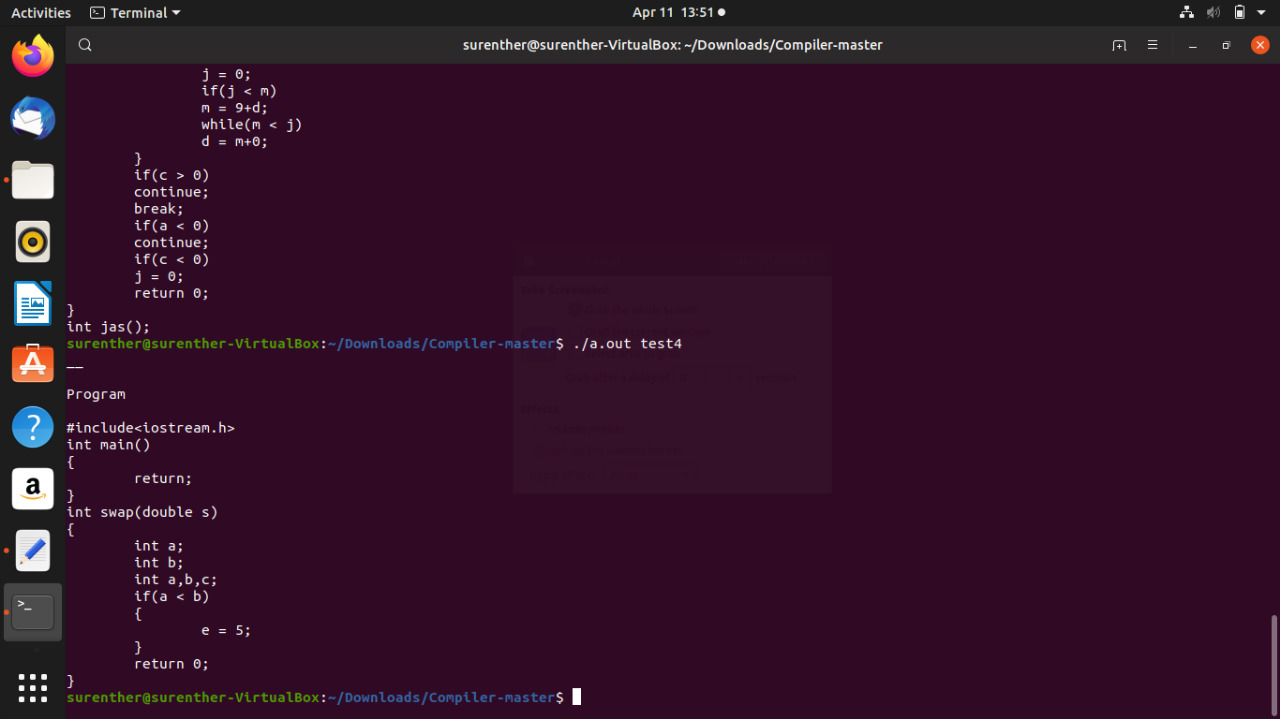 Activities
Terminal
Apr 11 13:51
surenther@surenther-VirtualBox: ~/Downloads/Compiler-master
j = 0;
if(j < m)
m = 9+d;
while(m < j)
d = m+0;
}
if(c > 0)
continue;
break;
if(a < 0)
continue;
if(c < 0)
j = 0;
return 0;
}
int jas();
surenther@surenther-VirtualBox:~/Downloads/Compiler-master$ ./a.out test4
__
Program
#include<iostream.h>
int main()
{
return;
}
int swap(double s)
{
int a;
int b;
int a,b,c;
if(a < b)
{
e = 5;
}
return 0;
}
surenther@surenther-VirtualBox:~/Downloads/Compiler-master$